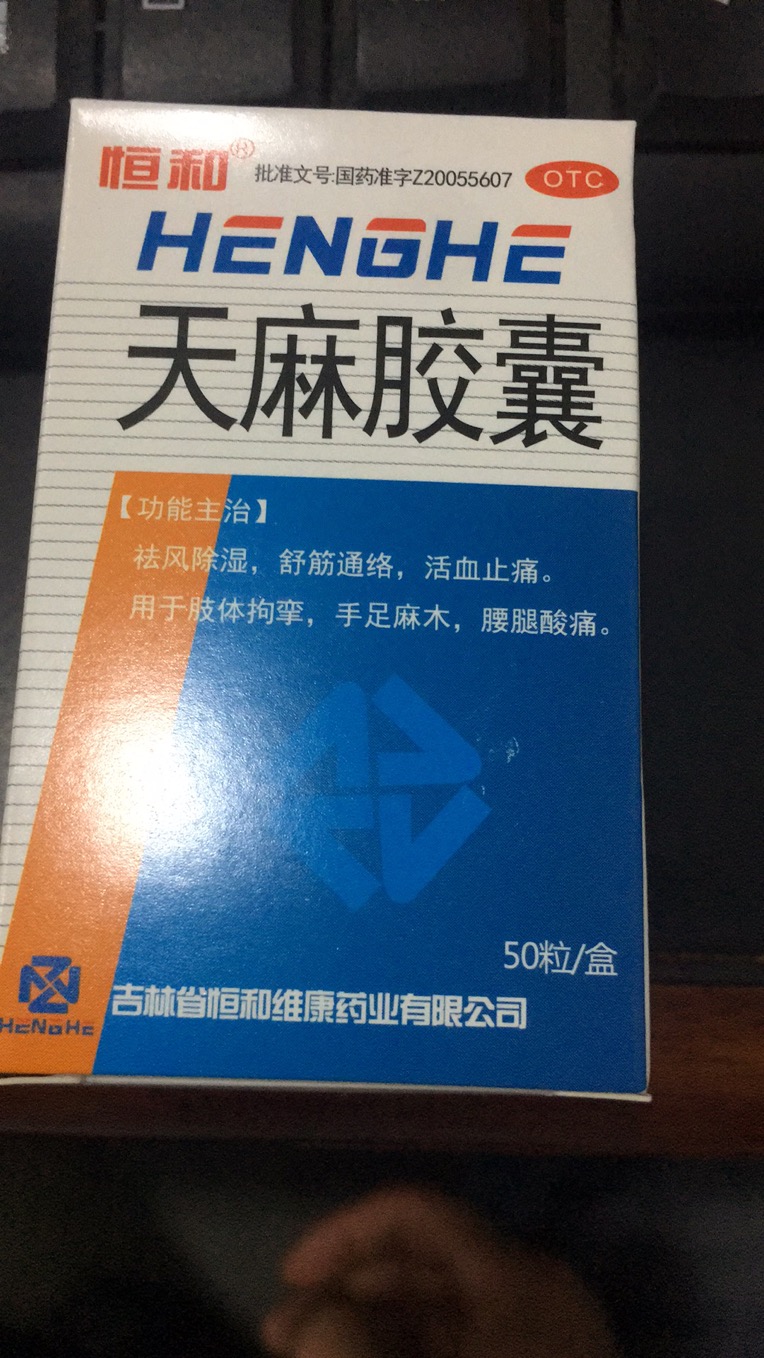 恒和® 批准文号:国药准字Z20055607 OTC
HENGHE
天麻胶囊
【功能主治】
祛风除湿，舒筋通络，活血止痛。
用于肢体拘挛，手足麻木，腰腿酸痛。
50粒/盒
HENGHE 吉林省恒和维康药业有限公司